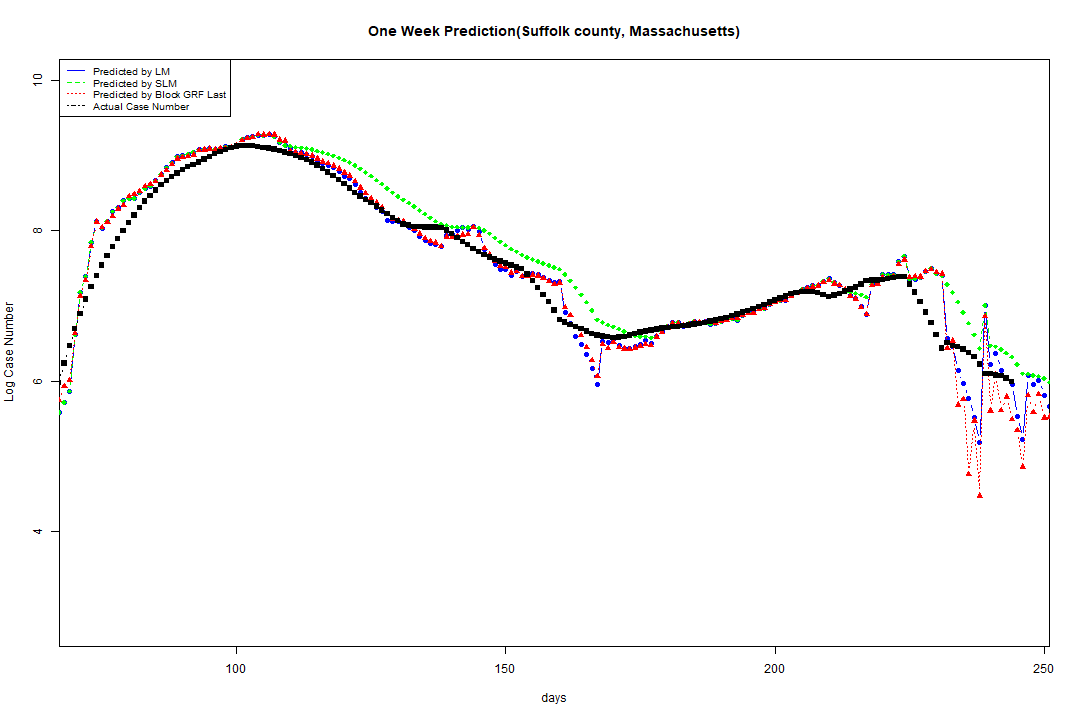 One Week Prediction(Suffolk county, Massachusetts)
Predicted by LM
Predicted by SLM
Predicted by Block GRF Last
Actual Case Number
Log Case Number
10
8
6
4
100
150
200
250
days